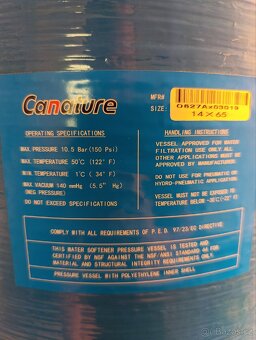 Canature
MFR#
0827Ax03019
SIZE:
14×65
OPERATING SPECIFICATIONS
MAX PRESSURE 10.5 Bar(150 Psi)
MAX TEMPERATURE 50°C (122° F)
MIN TEMPERATURE 1°C ( 34° F)
MAX VACUUM 140 mmHg (5.5" Hg)
(NEG PRESSURE)
DO NOT EXCEED SPECIFICATIONS
HANDLING INSTRUCTIONS
VESSEL APPROVED FOR WATER
FILTRATION USE ONLY. ALL
OTHER APPLICATIONS MUST BE
APPROVED BY MANUFACTURER
NOT FOR USE IN PNEUMATIC OR
HYDRO-PNEUMATIC APPLICATION
VESSEL MUST NOT BE EXPOSED TO
TEMPERATURE BELOW -30°C(-22° F)
COMPLY WITH ALL REQUIREMENTS OF P.E.D. 97/23/EC DIRECTIVE
THIS WATER SOFTENER PRESSURE VESSEL IS TESTED AND
CERTIFIED BY NSF AGAINST THE NSF/ANSI STANDARD 44 FOR
MATERIAL AND STRUCTURAL INTEGRITY REQUIREMENTS ONLY
PRESSURE VESSEL WITH POLYETHYLENE INNER SHELL